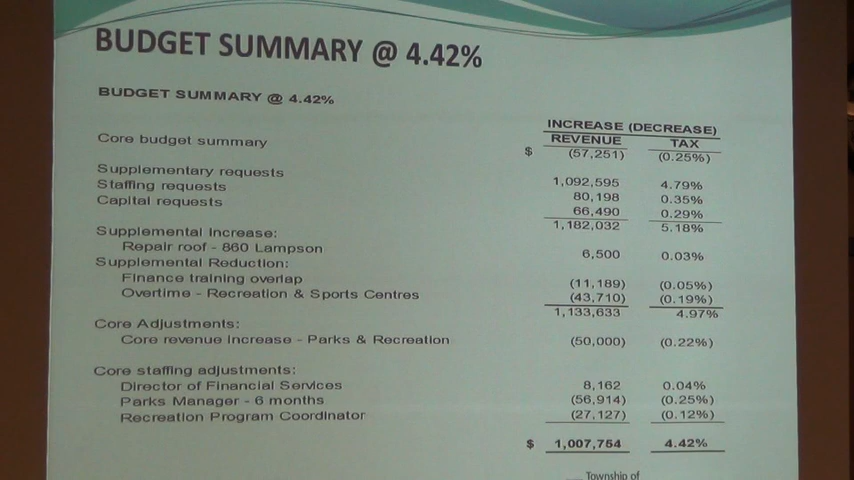 BUDGET SUMMARY @ 4.42%
BUDGET SUMMARY @ 4.42%
INCREASE (DECREASE)
REVENUE TAX
Core budget summary $ (57,251) (0.25%)
Supplementary requests 1,092,595 4.79%
Staffing requests 80,198 0.35%
Capital requests 66,490 0.29%
1,182,032 5.18%
Supplemental Increase:
Repair roof - 860 Lampson 6,500 0.03%
Supplemental Reduction:
Finance training overlap (11,189) (0.05%)
Overtime - Recreation & Sports Centres (43,710) (0.19%)
1,133,633 4.97%
Core Adjustments:
Core revenue Increase - Parks & Recreation (50,000) (0.22%)
Core staffing adjustments:
Director of Financial Services 8,162 0.04%
Parks Manager - 6 months (56,914) (0.25%)
Recreation Program Coordinator (27,127) (0.12%)
$ 1,007,754 4.42%
Township of